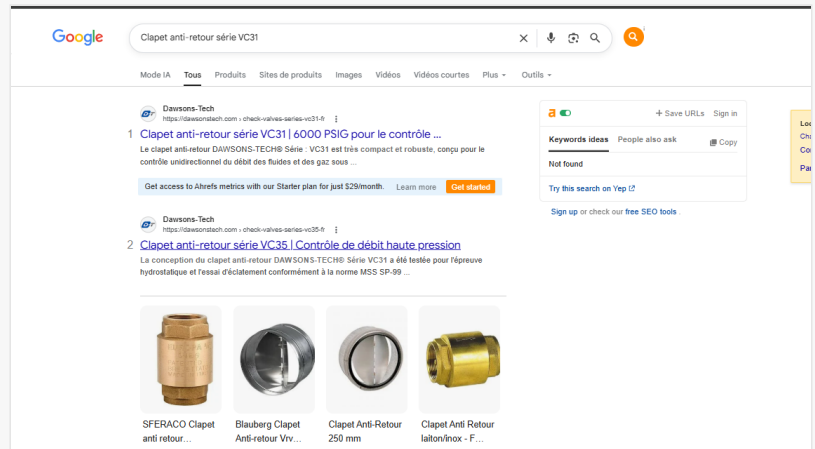 Google
Clapet anti-retour série VC31
Mode IA Tous Produits Sites de produits Images Vidéos Vidéos courtes Plus Outils
Dawsons-Tech
https://dawsonstech.com › check-valves-series-vc31-fr
1 Clapet anti-retour série VC31 | 6000 PSIG pour le contrôle ...
Le clapet anti-retour DAWSONS-TECH® Série : VC31 est très compact et robuste, conçu pour le
contrôle unidirectionnel du débit des fluides et des gaz sous ...
Get access to Ahrefs metrics with our Starter plan for just $29/month. Learn more Get started
Dawsons-Tech
https://dawsonstech.com › check-valves-series-vc35-fr
2 Clapet anti-retour série VC35 | Contrôle de débit haute pression
La conception du clapet anti-retour DAWSONS-TECH® Série VC31 a été testée pour l'épreuve
hydrostatique et l'essai d'éclatement conformément à la norme MSS SP-99 ...
SFERACO Clapet
anti retour...
Blauberg Clapet
Anti-retour Vrv...
Clapet Anti-Retour
250 mm
Clapet Anti Retour
laiton/inox - F...
a + Save URLs Sign in
Keywords ideas People also ask Copy
Not found
Try this search on Yep
Sign up or check our free SEO tools